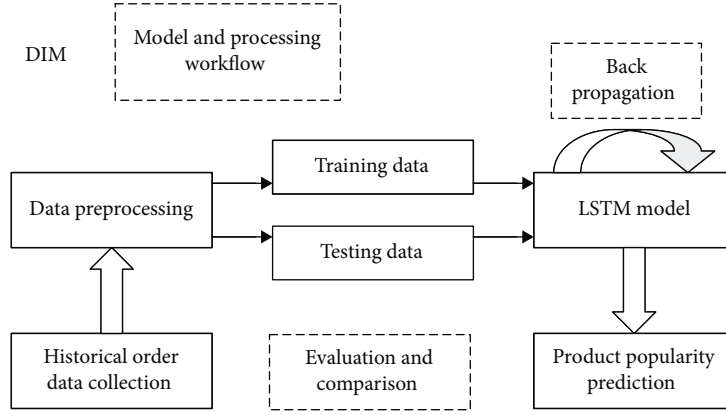 DIM
Model and processing
workflow
Back
propagation
Training data
Data preprocessing
LSTM model
Testing data
Historical order
data collection
Evaluation and
comparison
Product popularity
prediction